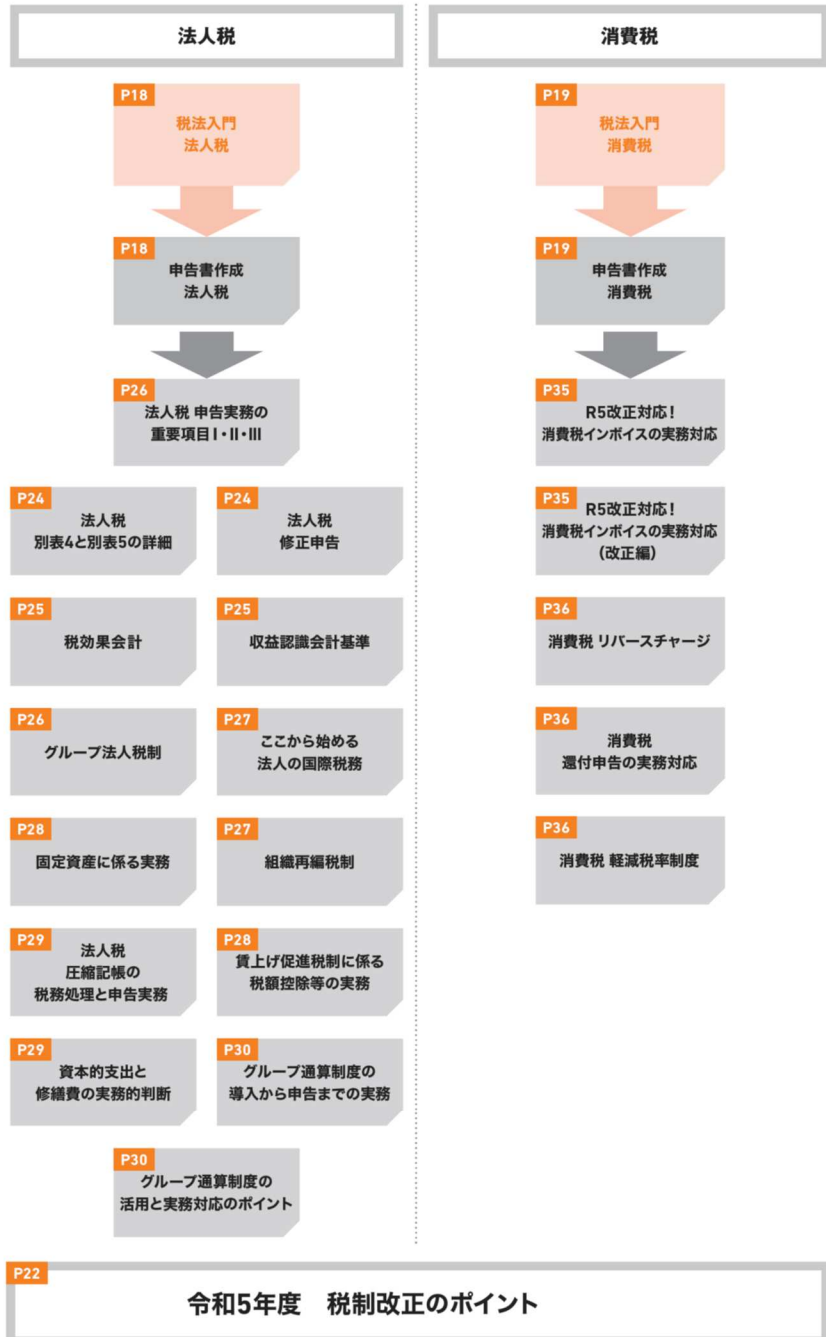 法人税
P18
税法入門
法人税
P18
申告書作成
法人税
P26
法人税 申告実務の
重要項目Ⅰ・Ⅱ・Ⅲ
P24
法人税
別表4と別表5の詳細
P24
法人税
修正申告
P25
税効果会計
P25
収益認識会計基準
P26
グループ法人税制
P27
ここから始める
法人の国際税務
P28
固定資産に係る実務
P27
組織再編税制
P29
法人税
圧縮記帳の
税務処理と申告実務
P28
賃上げ促進税制に係る
税額控除等の実務
P29
資本的支出と
修繕費の実務的判断
P30
グループ通算制度の
導入から申告までの実務
P30
グループ通算制度の
活用と実務対応のポイント
消費税
P19
税法入門
消費税
P19
申告書作成
消費税
P35
R5改正対応！
消費税インボイスの実務対応
P35
R5改正対応！
消費税インボイスの実務対応
（改正編）
P36
消費税 リバースチャージ
P36
消費税
還付申告の実務対応
P36
消費税 軽減税率制度
P22
令和5年度　税制改正のポイント